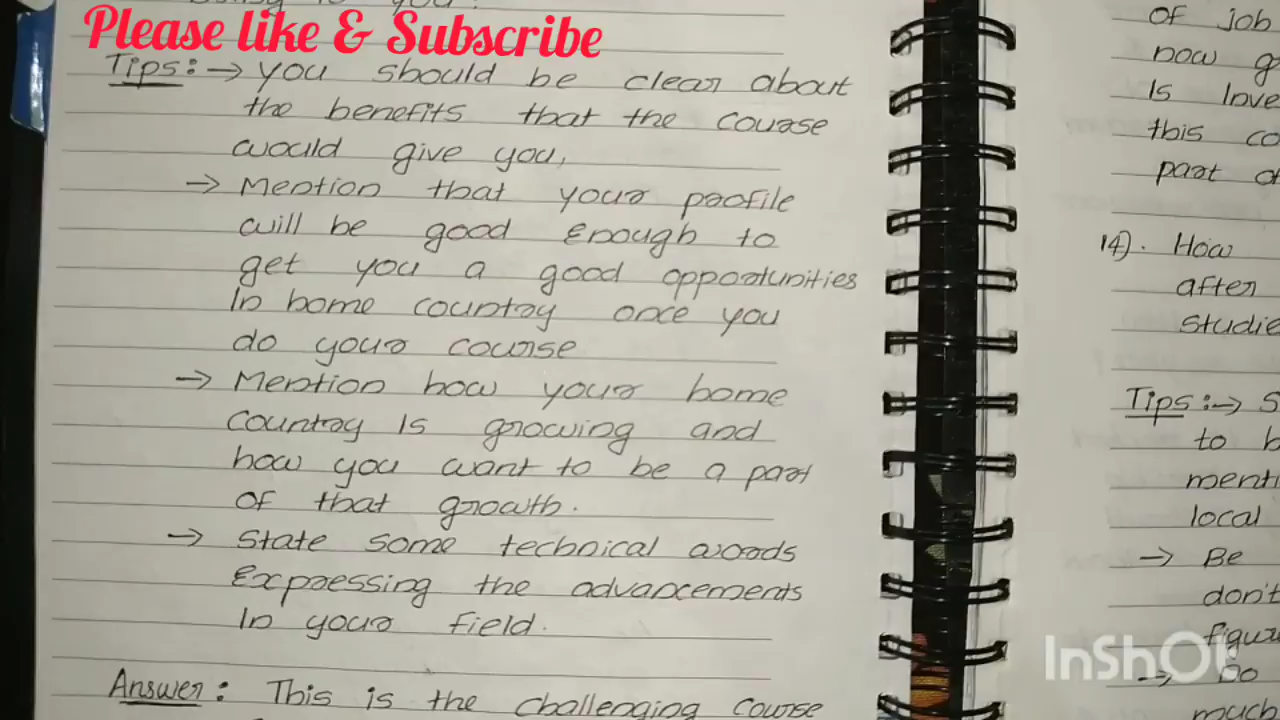 to you?
Please like & Subscribe
Tips:→ you should be clear about
the benefits that the course
would give you,
→ Mention that your profile
will be good Enough to
get you a good opportunities
In home country once you
do your course
→ Mention how your home
country Is growing and
how you want to be a part
of that growth.
→ State some technical words
Expressing the advancements
In your field.
Answer: This is the challenging course
of job
now
Is love
this co
part
14). How
after
studie
Tips:→ S
to b
menti
local
→ Be
don't
figu
→ Do
much
InShOt